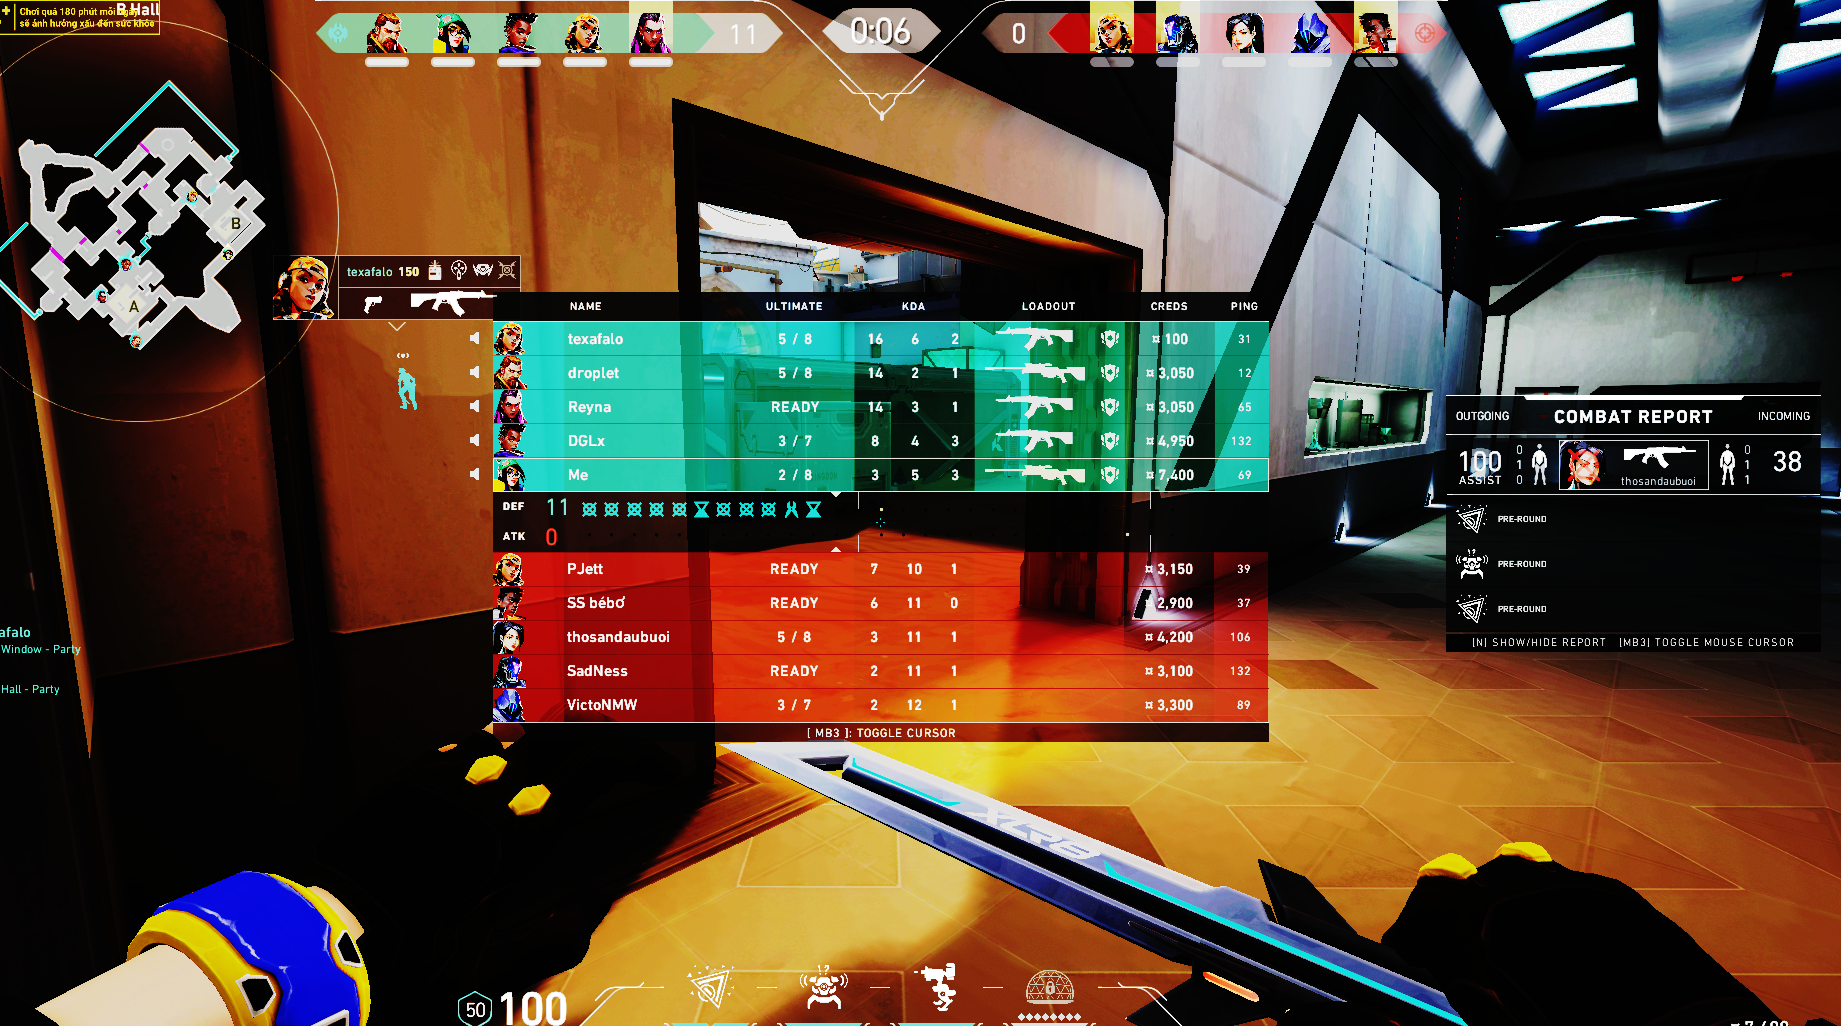 B Hall
Chơi quá 180 phút mỗi ngày
sẽ ảnh hưởng xấu đến sức khỏe
11
0:06
0
B
A
texafalo 150
NAME ULTIMATE KDA LOADOUT CREDS PING
texafalo 5 / 8 16 6 2 100 31
droplet 5 / 8 14 2 1 3,050 12
Reyna READY 14 3 1 3,050 65
DGLx 3 / 7 8 4 3 4,950 132
Me 2 / 8 3 5 3 7,400 69
DEF 11
ATK 0
PJett READY 7 10 1 3,150 39
SS bébơ READY 6 11 0 2,900 37
thosandaubuoi 5 / 8 3 11 1 4,200 106
SadNess READY 2 11 1 3,100 132
VictoNMW 3 / 7 2 12 1 3,300 89
[ MB3 ]: TOGGLE CURSOR
OUTGOING COMBAT REPORT INCOMING
100 0 0 38
ASSIST 1 1
0 thosandaubuoi 1
PRE-ROUND
PRE-ROUND
PRE-ROUND
[N] SHOW/HIDE REPORT [MB3] TOGGLE MOUSE CURSOR
afalo
Window - Party
Hall - Party
XLR8
50 100